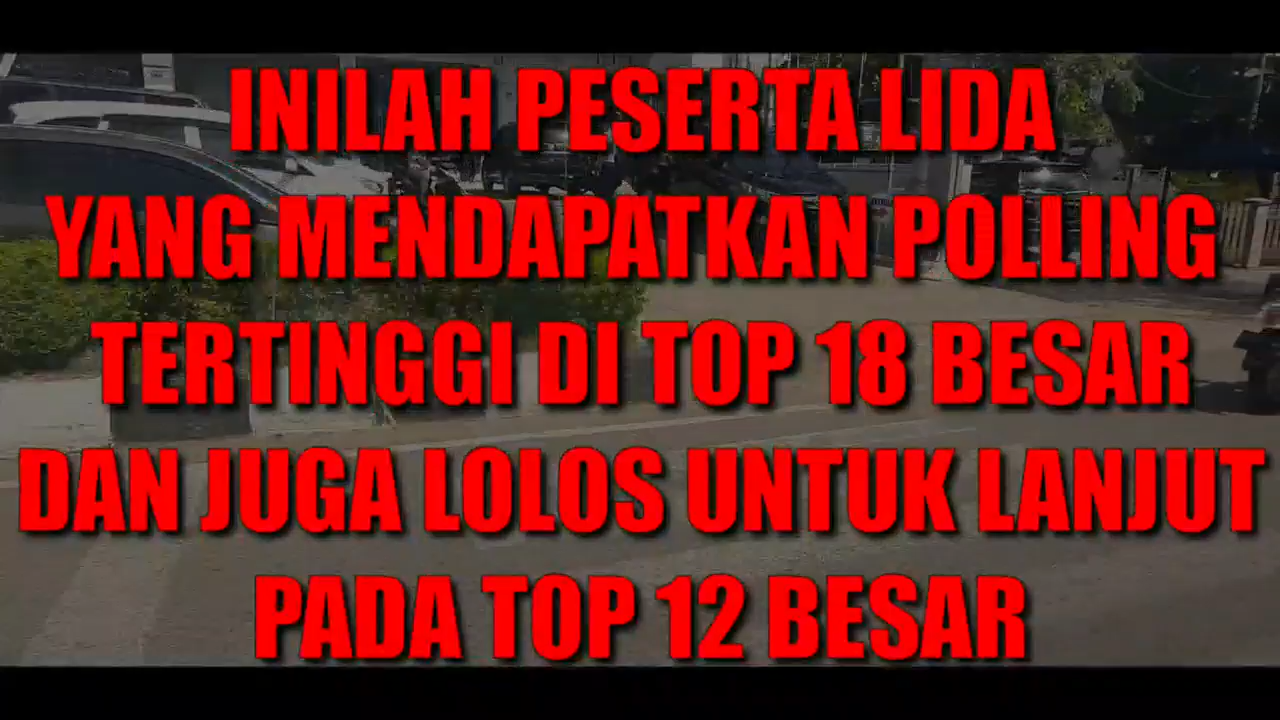 INILAH PESERTA LIDA
YANG MENDAPATKAN POLLING
TERTINGGI DI TOP 18 BESAR
DAN JUGA LOLOS UNTUK LANJUT
PADA TOP 12 BESAR